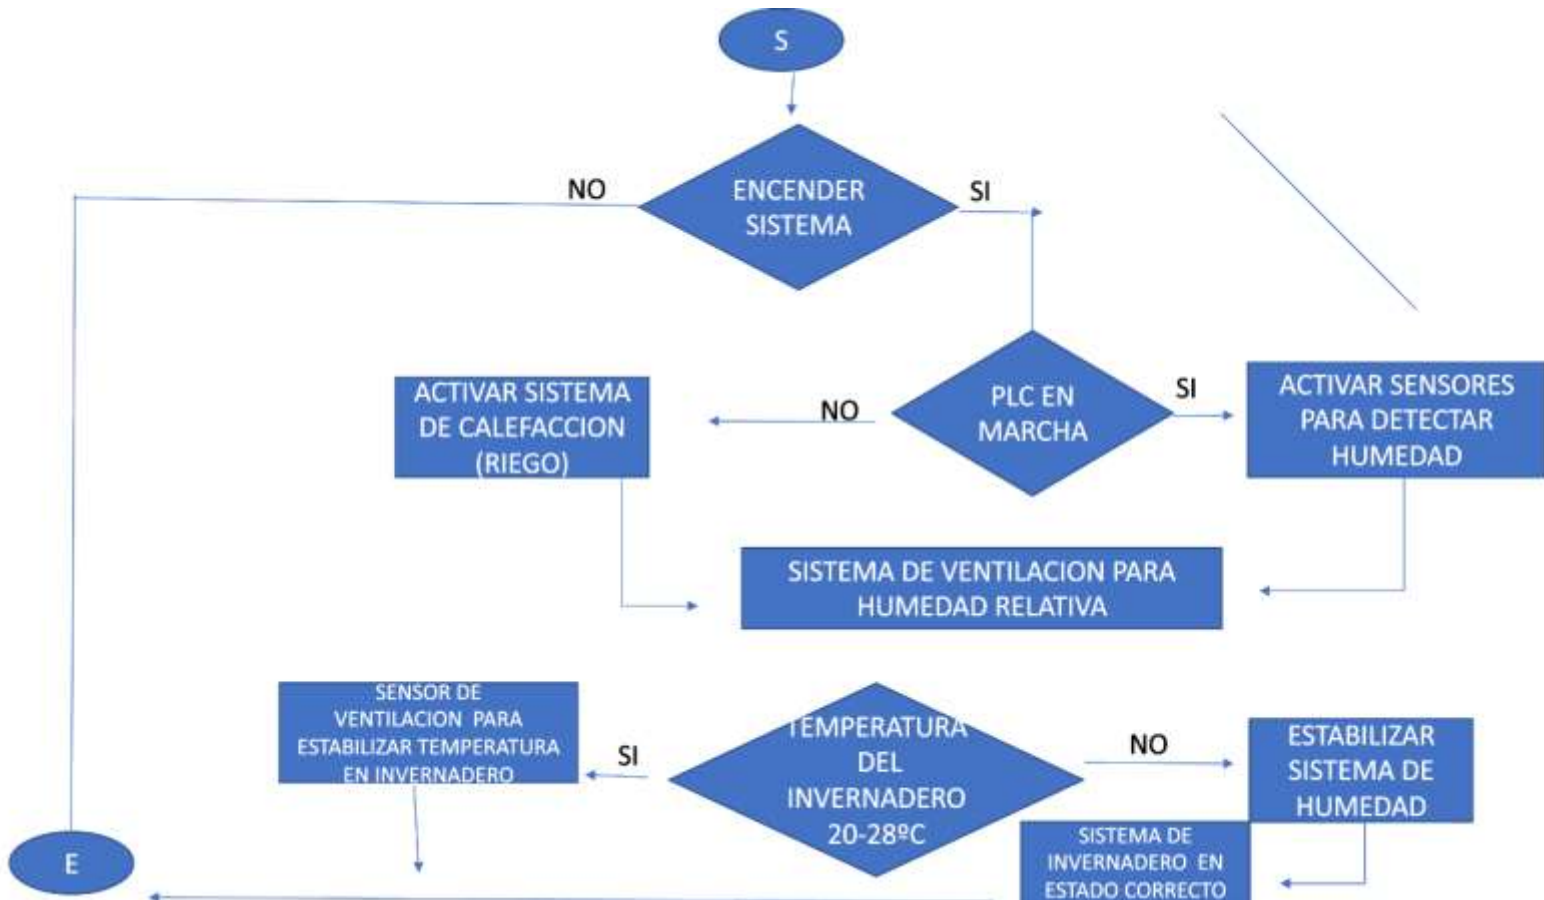 S
ENCENDER
SISTEMA
NO
SI
ACTIVAR SISTEMA
DE CALEFACCION
(RIEGO)
NO
PLC EN
MARCHA
SI
ACTIVAR SENSORES
PARA DETECTAR
HUMEDAD
SISTEMA DE VENTILACION PARA
HUMEDAD RELATIVA
SENSOR DE
VENTILACION PARA
ESTABILIZAR TEMPERATURA
EN INVERNADERO
SI
TEMPERATURA
DEL
INVERNADERO
20-28ºC
NO
ESTABILIZAR
SISTEMA DE
HUMEDAD
SISTEMA DE
INVERNADERO EN
ESTADO CORRECTO
E